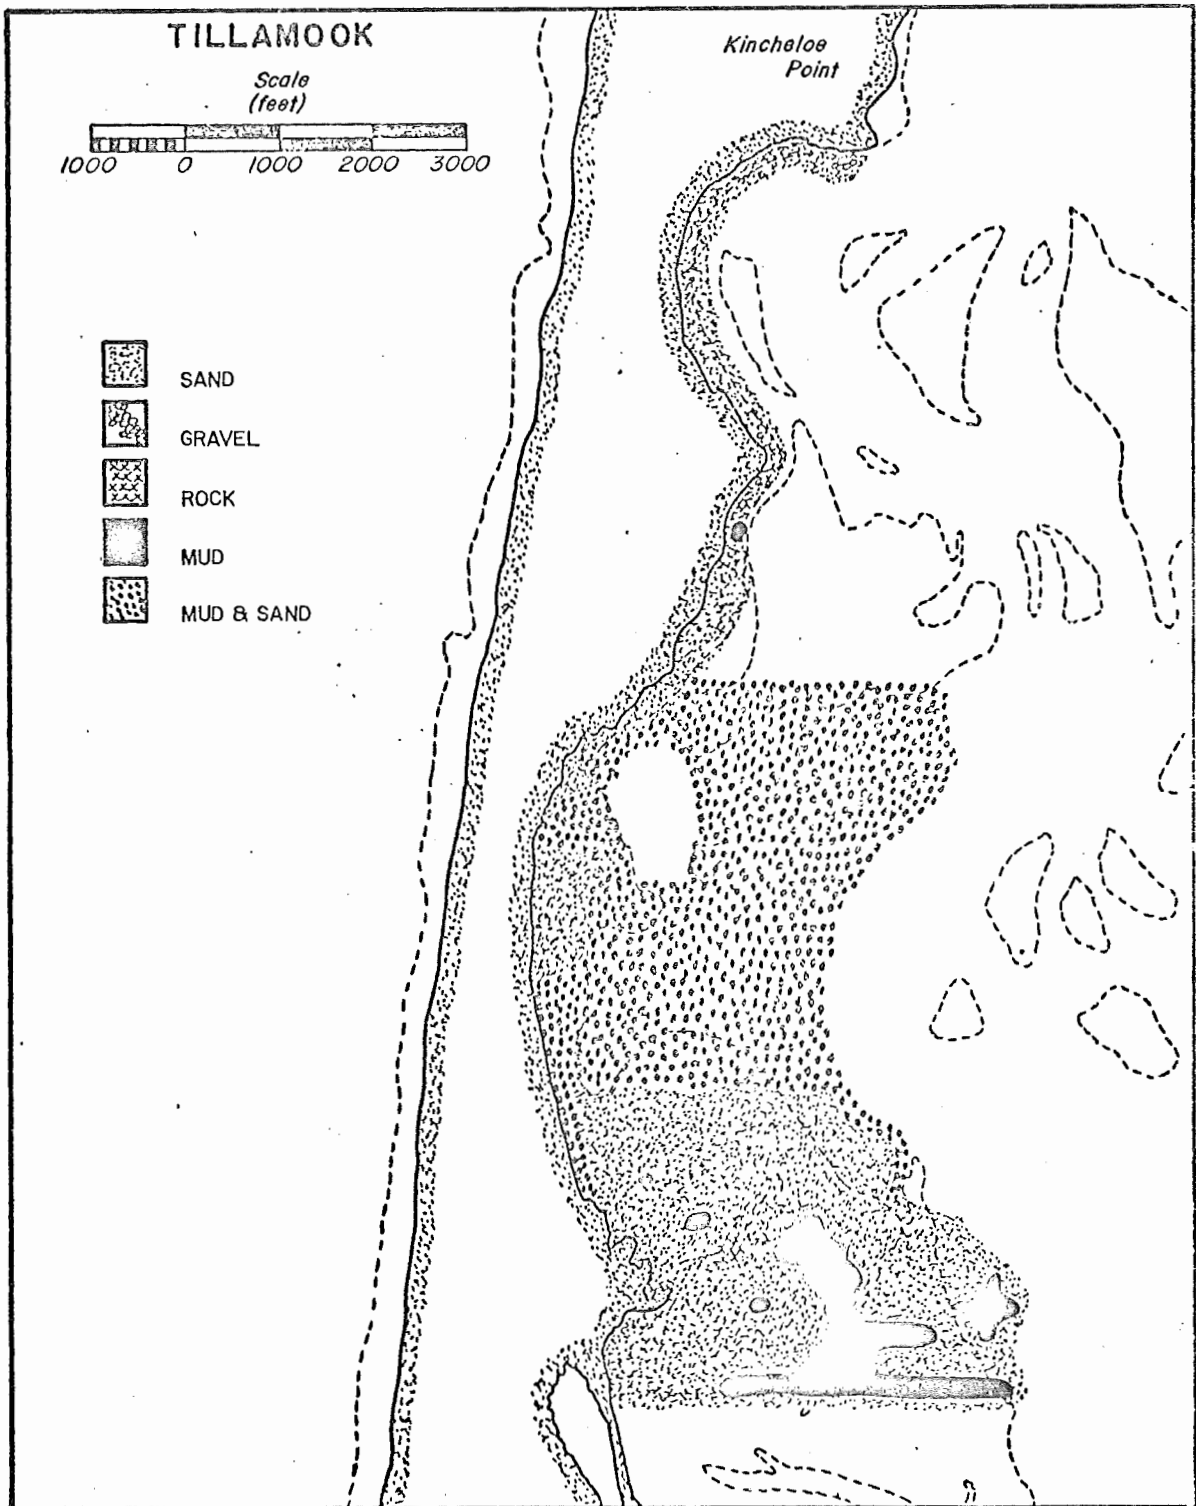 TILLAMOOK
Scale
(feet)
1000 0 1000 2000 3000
Kincheloe
Point
SAND
GRAVEL
ROCK
MUD
MUD & SAND